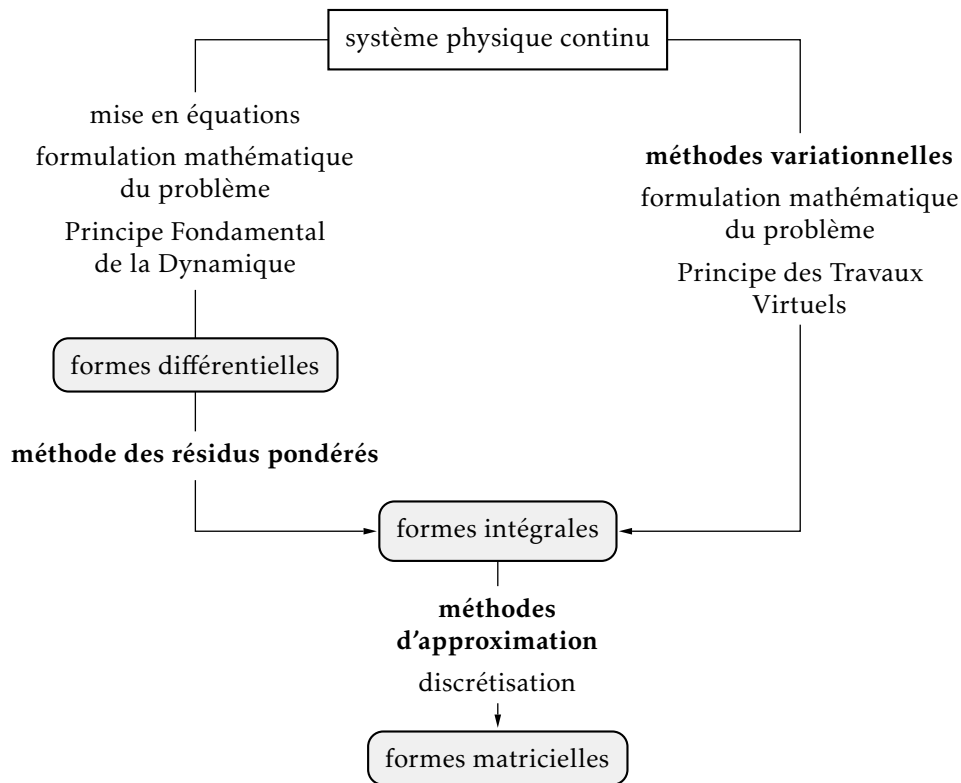 système physique continu
mise en équations
formulation mathématique
du problème
Principe Fondamental
de la Dynamique
formes différentielles
méthode des résidus pondérés
méthodes variationnelles
formulation mathématique
du problème
Principe des Travaux
Virtuels
formes intégrales
méthodes
d'approximation
discrétisation
formes matricielles